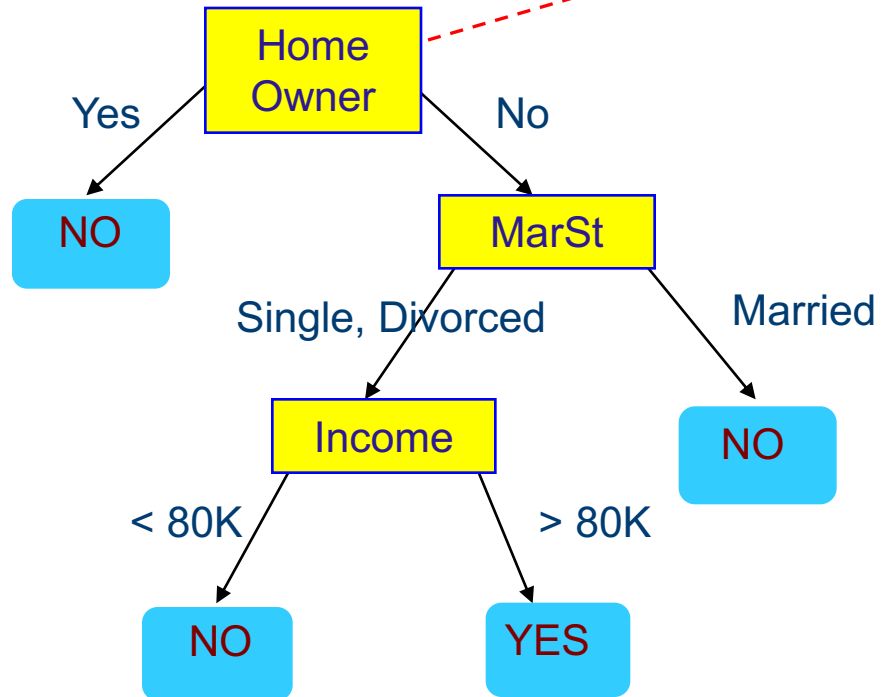 Home
Owner
Yes
No
NO
MarSt
Single, Divorced
Married
Income
NO
< 80K
> 80K
NO
YES